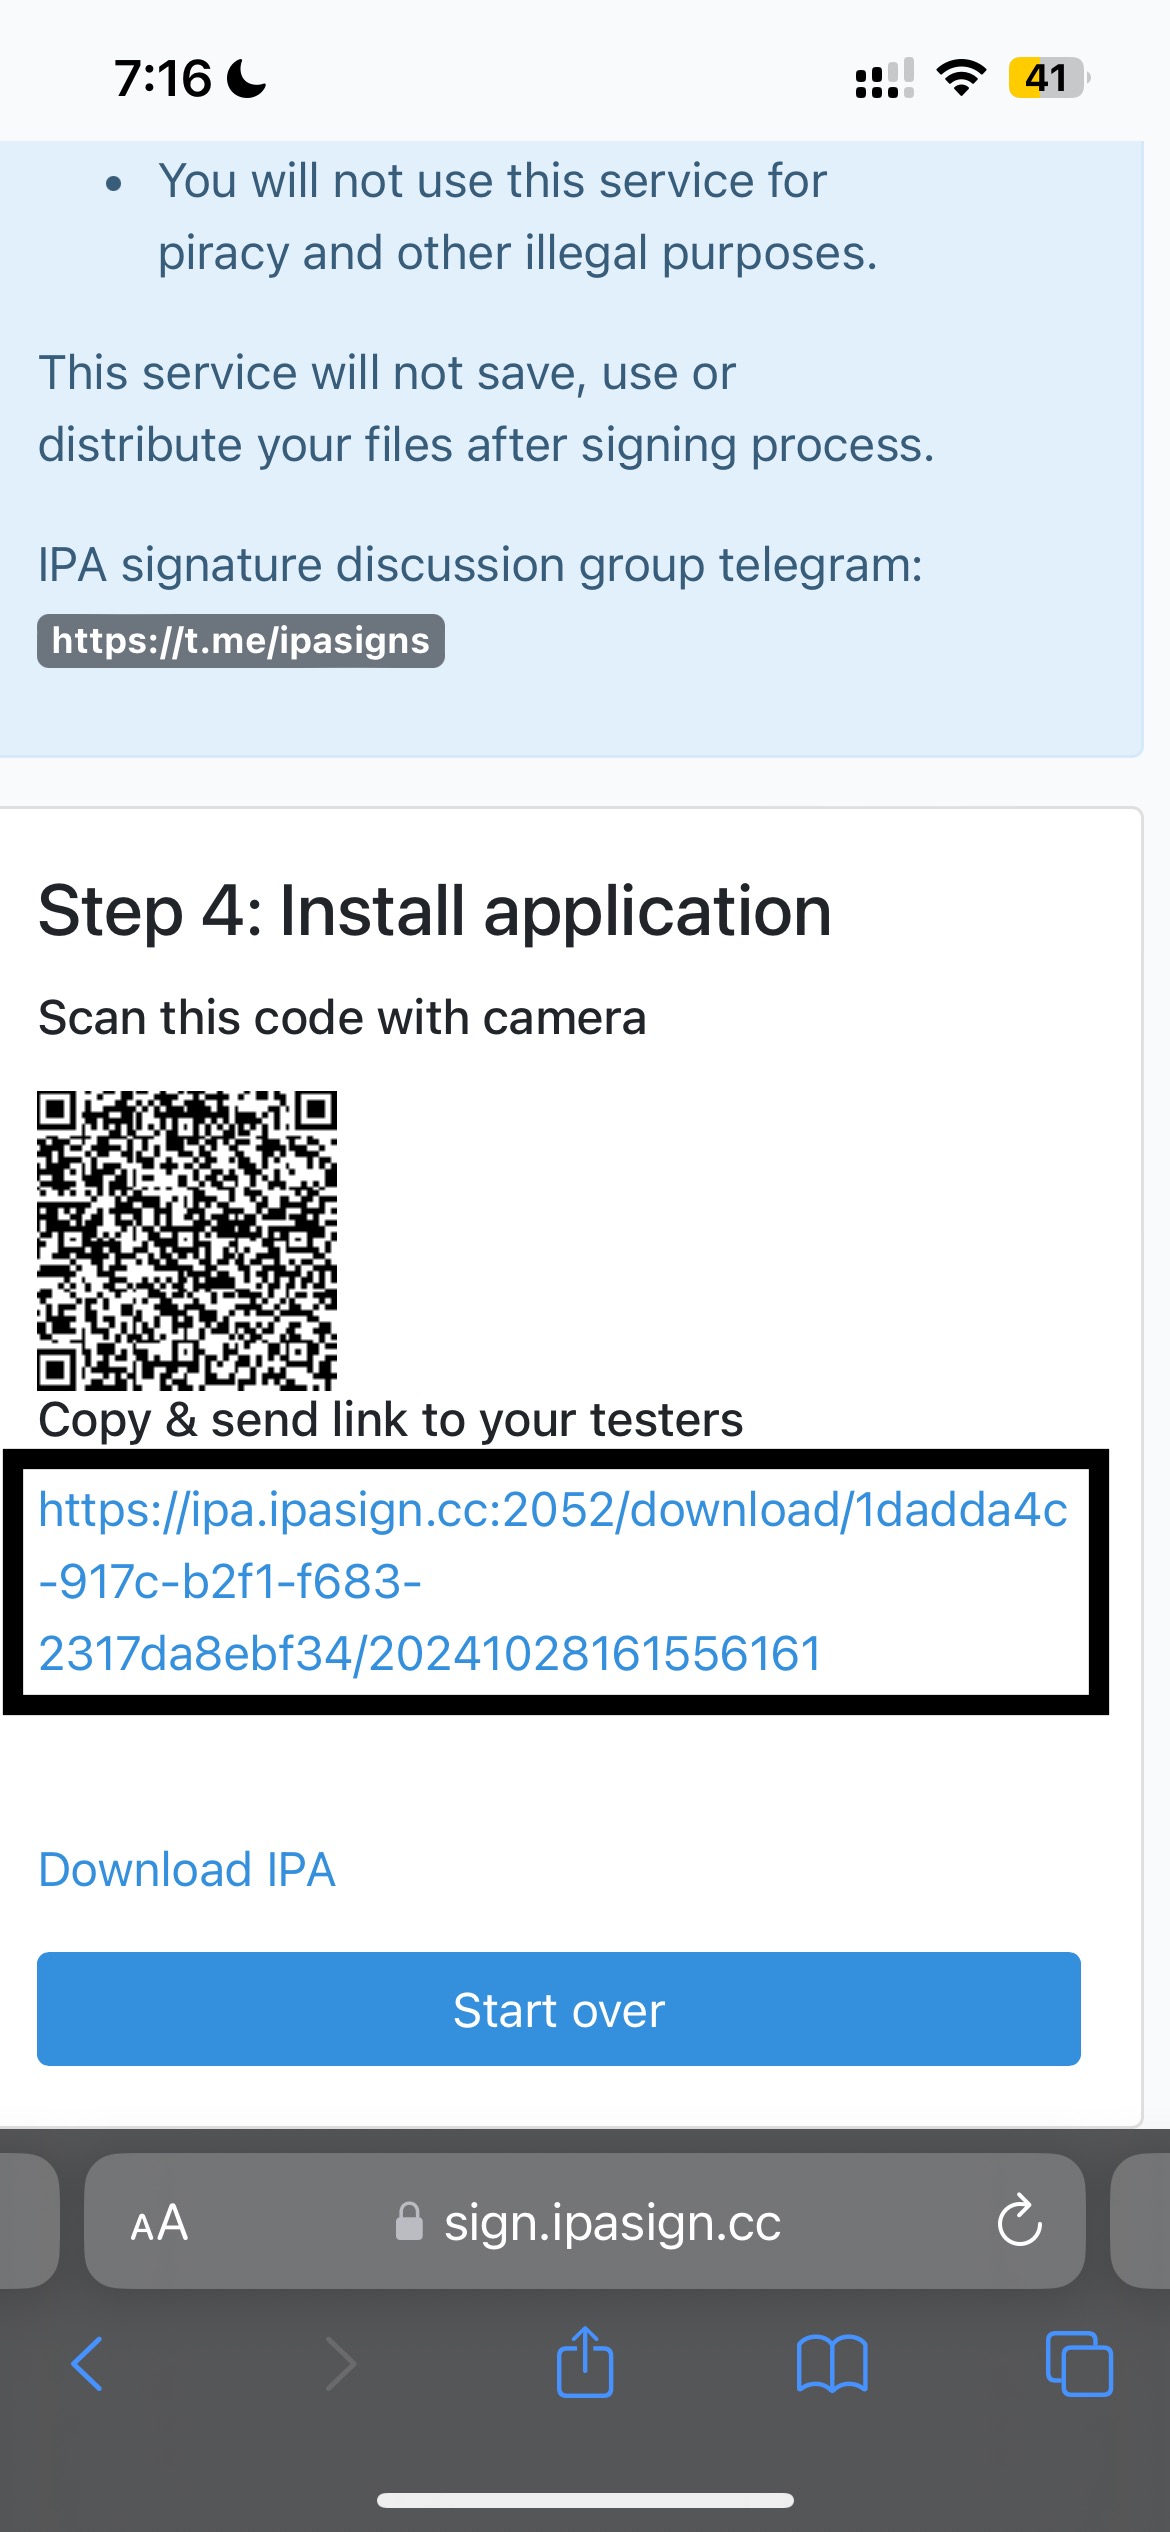 7:16
41
• You will not use this service for
piracy and other illegal purposes.
This service will not save, use or
distribute your files after signing process.
IPA signature discussion group telegram:
https://t.me/ipasigns
Step 4: Install application
Scan this code with camera
Copy & send link to your testers
https://ipa.ipasign.cc:2052/download/1dadda4c
-917c-b2f1-f683-
2317da8ebf34/20241028161556161
Download IPA
Start over
AA sign.ipasign.cc